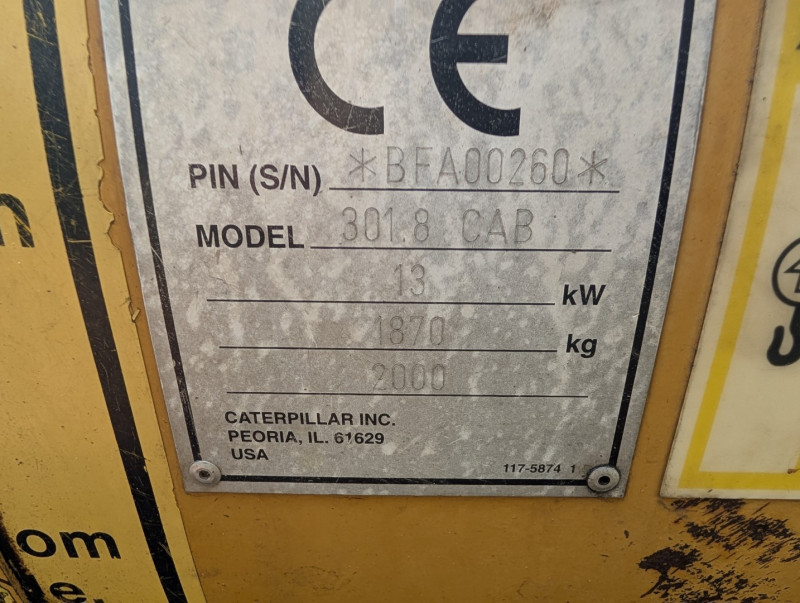 CE
PIN (S/N) *BFA00260*
MODEL 301.8 CAB
13 kW
1870 kg
2000
CATERPILLAR INC.
PEORIA, IL. 61629
USA
117-5874 1
om